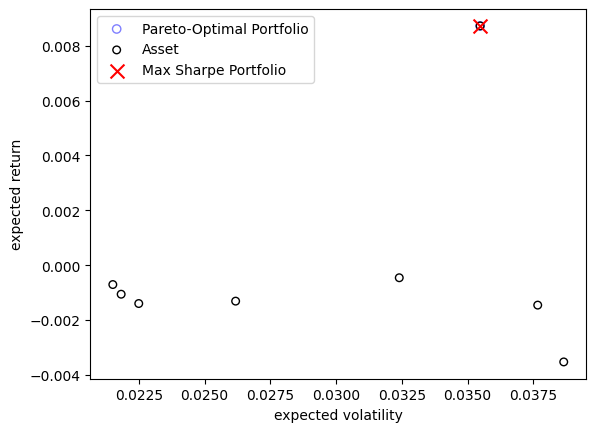 Pareto-Optimal Portfolio
Asset
Max Sharpe Portfolio
0.008
0.006
0.004
0.002
0.000
−0.002
−0.004
expected return
0.0225 0.0250 0.0275 0.0300 0.0325 0.0350 0.0375
expected volatility